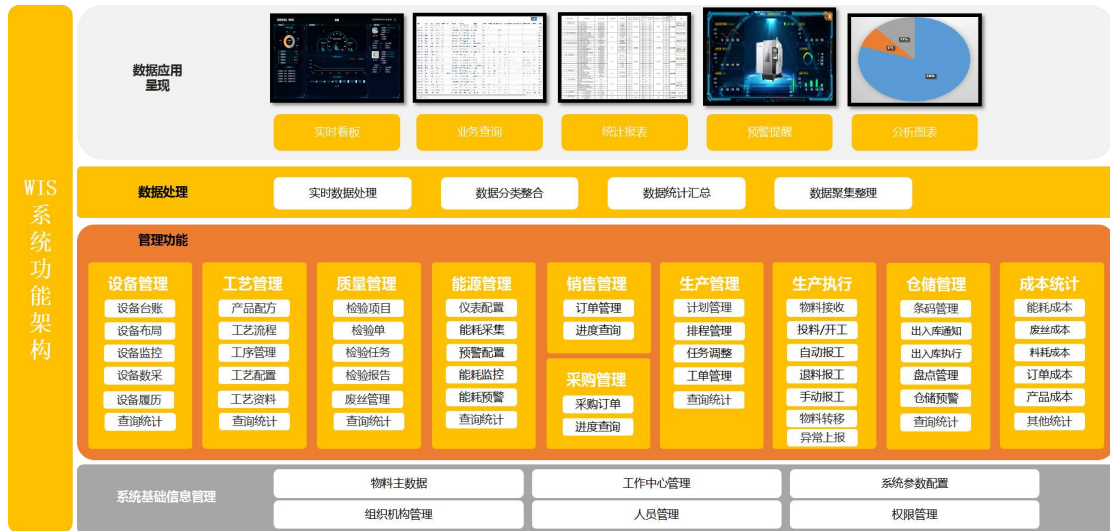 WIS
系
统
功
能
架
构
数据应用
呈现
实时看板
业务查询
统计报表
预警提醒
分析图表
数据处理
实时数据处理
数据分类整合
数据统计汇总
数据聚集整理
管理功能
设备管理
设备台账
设备布局
设备监控
设备数采
设备履历
查询统计
工艺管理
产品配方
工艺流程
工序管理
工艺配置
工艺资料
查询统计
质量管理
检验项目
检验单
检验任务
检验报告
废丝管理
查询统计
能源管理
仪表配置
能耗采集
预警配置
能耗监控
能耗预警
查询统计
销售管理
订单管理
进度查询
采购管理
采购订单
进度查询
生产管理
计划管理
排程管理
任务调整
工单管理
查询统计
生产执行
物料接收
投料/开工
自动报工
退料报工
手动报工
物料转移
异常上报
仓储管理
条码管理
出入库通知
出入库执行
盘点管理
仓储预警
查询统计
成本统计
能耗成本
废丝成本
料耗成本
订单成本
产品成本
其他统计
系统基础信息管理
物料主数据
工作中心管理
系统参数配置
组织机构管理
人员管理
权限管理